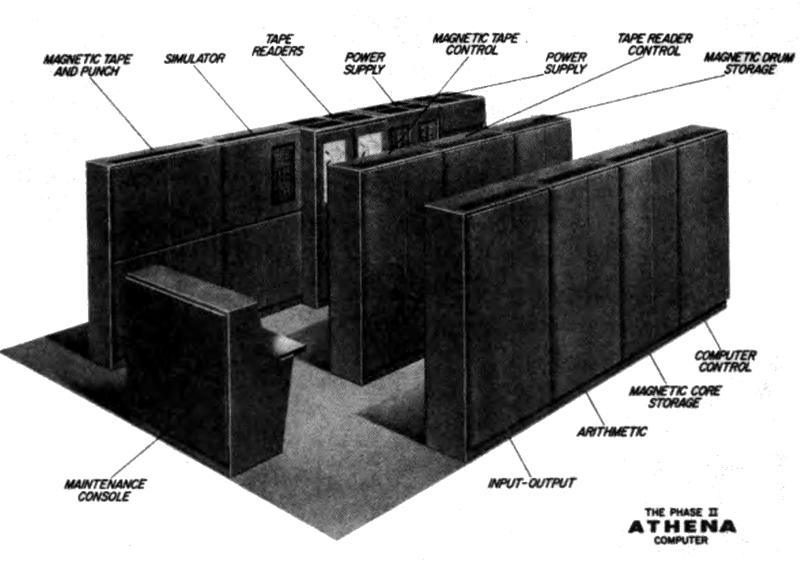 MAGNETIC TAPE
AND PUNCH
SIMULATOR
TAPE
READERS
POWER
SUPPLY
MAGNETIC TAPE
CONTROL
POWER
SUPPLY
TAPE READER
CONTROL
MAGNETIC DRUM
STORAGE
COMPUTER
CONTROL
MAGNETIC CORE
STORAGE
ARITHMETIC
INPUT-OUTPUT
MAINTENANCE
CONSOLE
THE PHASE II
ATHENA
COMPUTER